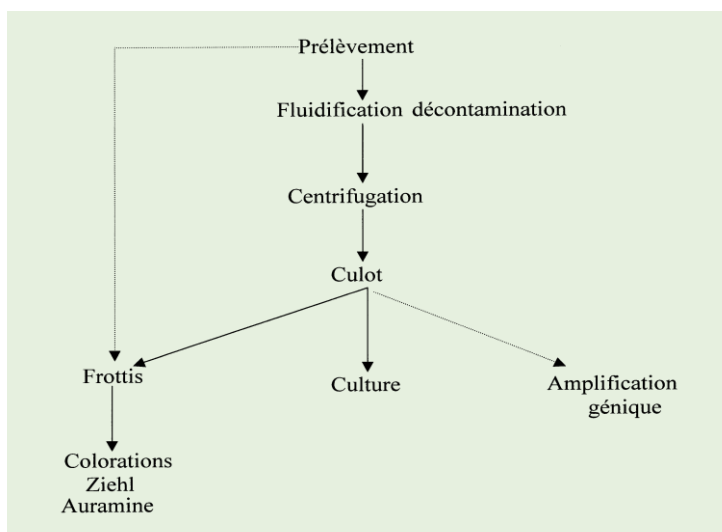 Prélèvement
Fluidification décontamination
Centrifugation
Culot
Frottis
Culture
Amplification
génique
Colorations
Ziehl
Auramine